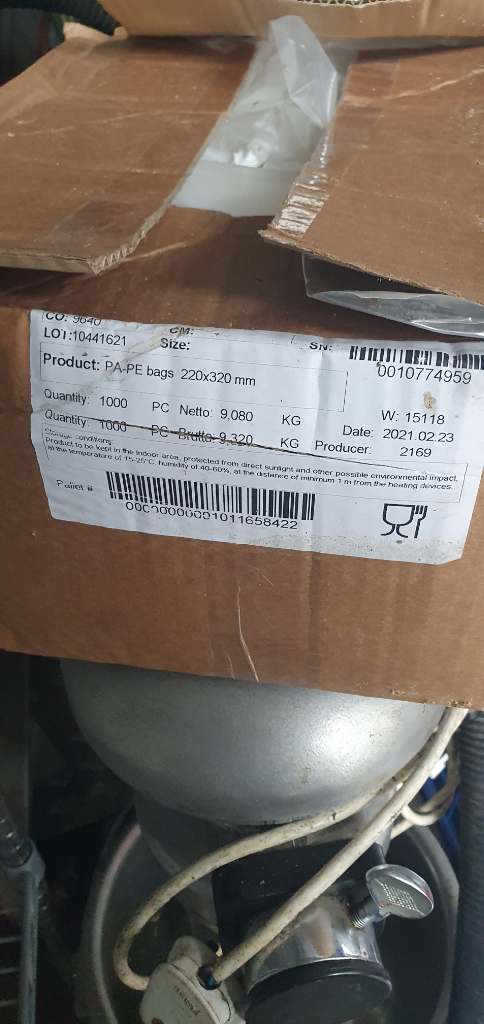 CO: 9640
CM:
LOT:10441621
Size:
SN:
0010774959
Product: PA-PE bags 220x320 mm
Quantity: 1000 PC Netto: 9,080 KG
W: 15118
Quantity: 1000 PC Brutto: 9,320 KG
Date: 2021.02.23
Producer: 2169
Storage conditions:
Product to be kept in the indoor area, protected from direct sunlight and other possible environmental impact,
at the temperature of 15-25°C, humidity of 40-60%, at the distance of minimum 1 m from the heating devices.
Pallet #
00000000001011658422